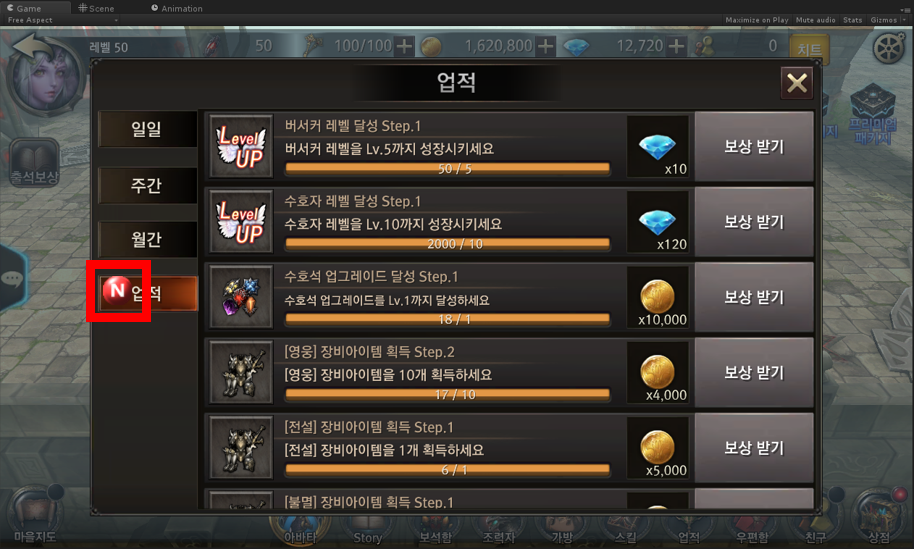 Game
Scene
Animation
Free Aspect
Maximize on Play
Mute audio
Stats
Gizmos
레벨 50
50
100/100
1,620,800
12,720
0
치트
업적
일일
주간
월간
N 업적
출석보상
프리미엄
패키지
Level UP
버서커 레벨 달성 Step.1
버서커 레벨을 Lv.5까지 성장시키세요
50 / 5
x10
보상 받기
Level UP
수호자 레벨 달성 Step.1
수호자 레벨을 Lv.10까지 성장시키세요
2000 / 10
x120
보상 받기
수호석 업그레이드 달성 Step.1
수호석 업그레이드를 Lv.1까지 달성하세요
18 / 1
x10,000
보상 받기
[영웅] 장비아이템 획득 Step.2
[영웅] 장비아이템을 10개 획득하세요
17 / 10
x4,000
보상 받기
[전설] 장비아이템 획득 Step.1
[전설] 장비아이템을 1개 획득하세요
6 / 1
x5,000
보상 받기
[불멸] 장비아이템 획득 Step.1
마을지도
아바타
Story
보석함
조력자
가방
스킬
업적
우편함
친구
상점